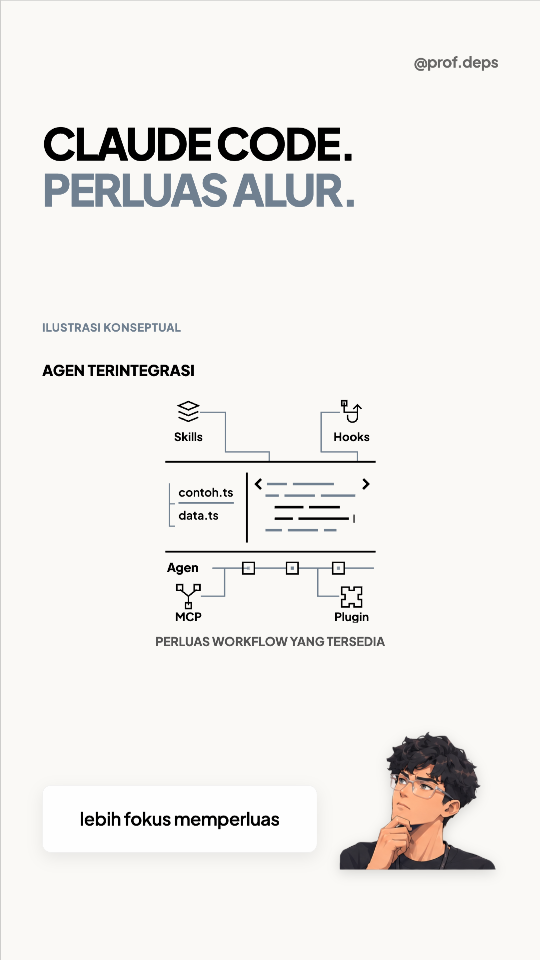 @prof.deps
CLAUDE CODE.
PERLUAS ALUR.
ILUSTRASI KONSEPTUAL
AGEN TERINTEGRASI
Skills
Hooks
contoh.ts
data.ts
Agen
MCP
Plugin
PERLUAS WORKFLOW YANG TERSEDIA
lebih fokus memperluas